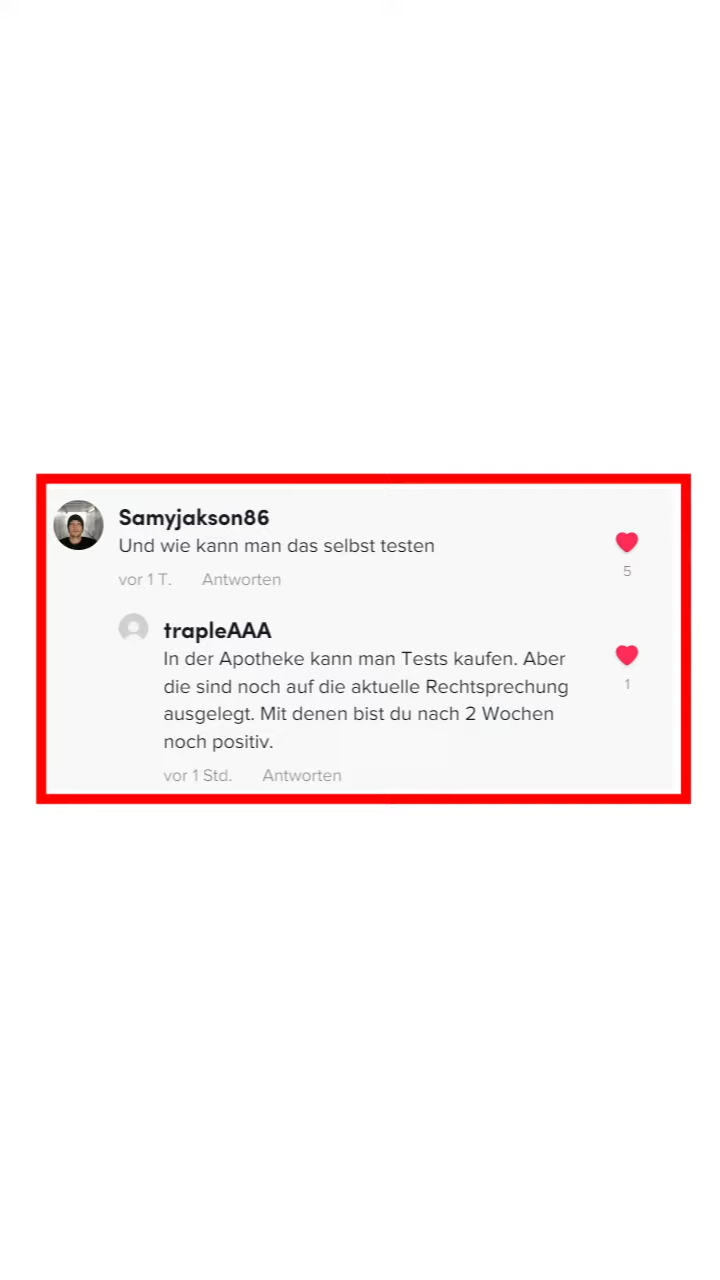 Samyjakson86
Und wie kann man das selbst testen
5
vor 1 T. Antworten
trapleAAA
In der Apotheke kann man Tests kaufen. Aber
die sind noch auf die aktuelle Rechtsprechung
ausgelegt. Mit denen bist du nach 2 Wochen
noch positiv.
1
vor 1 Std. Antworten